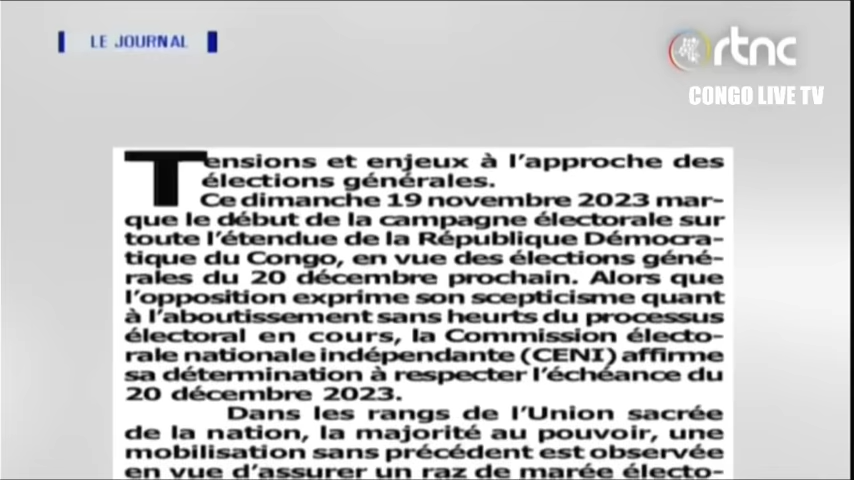 LE JOURNAL
rtnc
CONGO LIVE TV
Tensions et enjeux à l'approche des
élections générales.
Ce dimanche 19 novembre 2023 mar-
que le début de la campagne électorale sur
toute l'étendue de la République Démocra-
tique du Congo, en vue des élections géné-
rales du 20 décembre prochain. Alors que
l'opposition exprime son scepticisme quant
à l'aboutissement sans heurts du processus
électoral en cours, la Commission électo-
rale nationale indépendante (CENI) affirme
sa détermination à respecter l'échéance du
20 décembre 2023.
Dans les rangs de l'Union sacrée
de la nation, la majorité au pouvoir, une
mobilisation sans précédent est observée
en vue d'assurer un raz de marée électo-